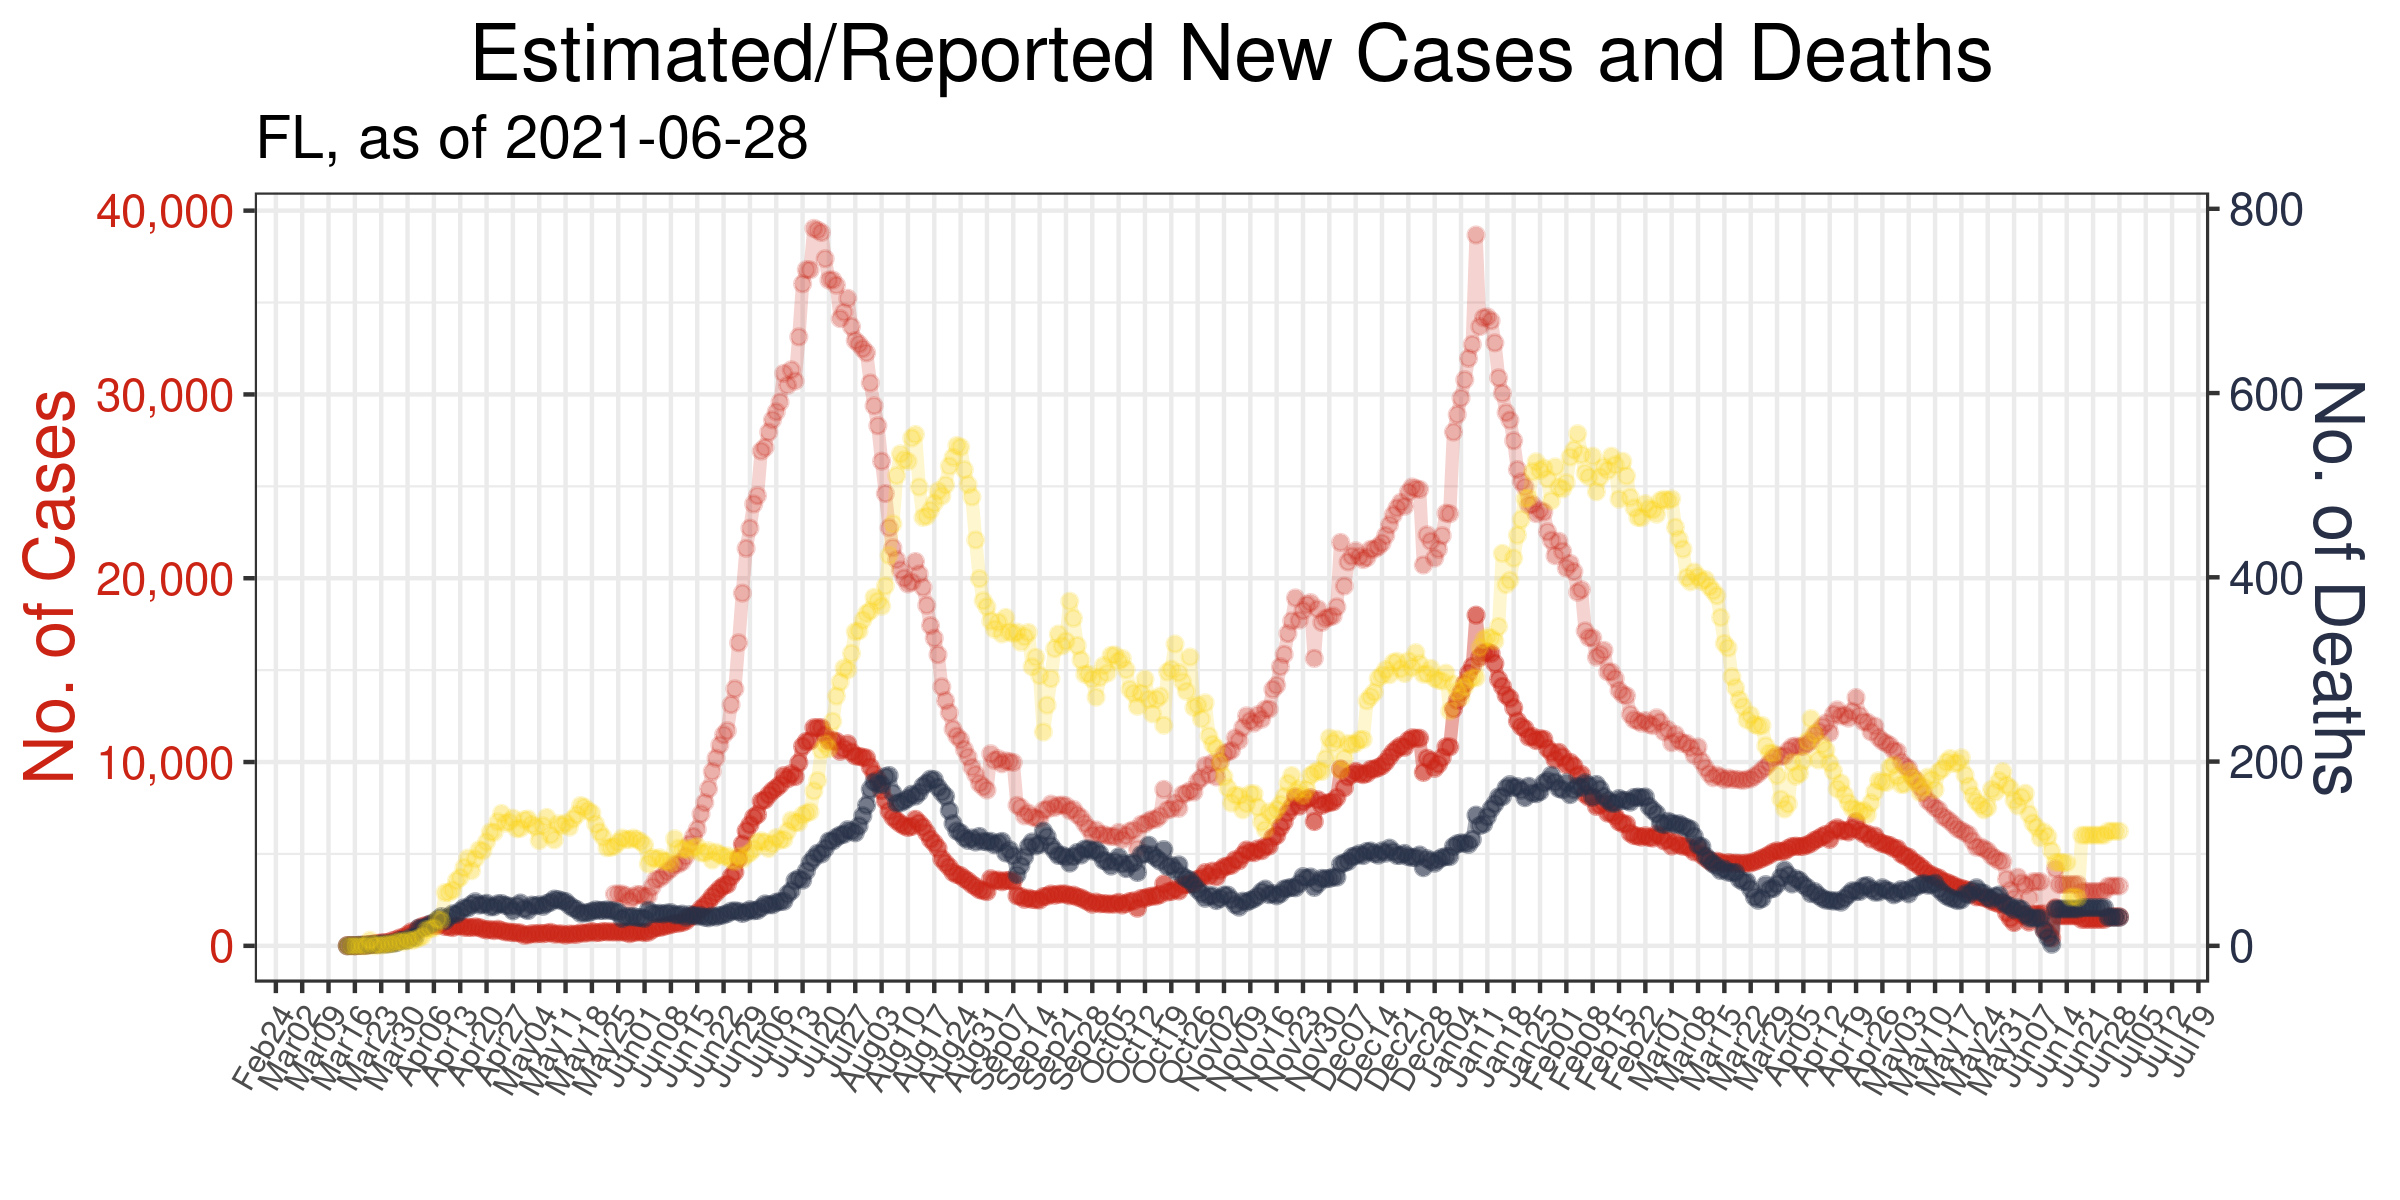 Estimated/Reported New Cases and Deaths
FL, as of 2021-06-28
No. of Cases
40,000
30,000
20,000
10,000
0
800
600
400
200
0
No. of Deaths
Feb24
Mar02
Mar09
Mar16
Mar23
Mar30
Apr06
Apr13
Apr20
Apr27
May04
May11
May18
May25
Jun01
Jun08
Jun15
Jun22
Jun29
Jul06
Jul13
Jul20
Jul27
Aug03
Aug10
Aug17
Aug24
Aug31
Sep07
Sep14
Sep21
Sep28
Oct05
Oct12
Oct19
Oct26
Nov02
Nov09
Nov16
Nov23
Nov30
Dec07
Dec14
Dec21
Dec28
Jan04
Jan11
Jan18
Jan25
Feb01
Feb08
Feb15
Feb22
Mar01
Mar08
Mar15
Mar22
Mar29
Apr05
Apr12
Apr19
Apr26
May03
May10
May17
May24
May31
Jun07
Jun14
Jun21
Jun28
Jul05
Jul12
Jul19